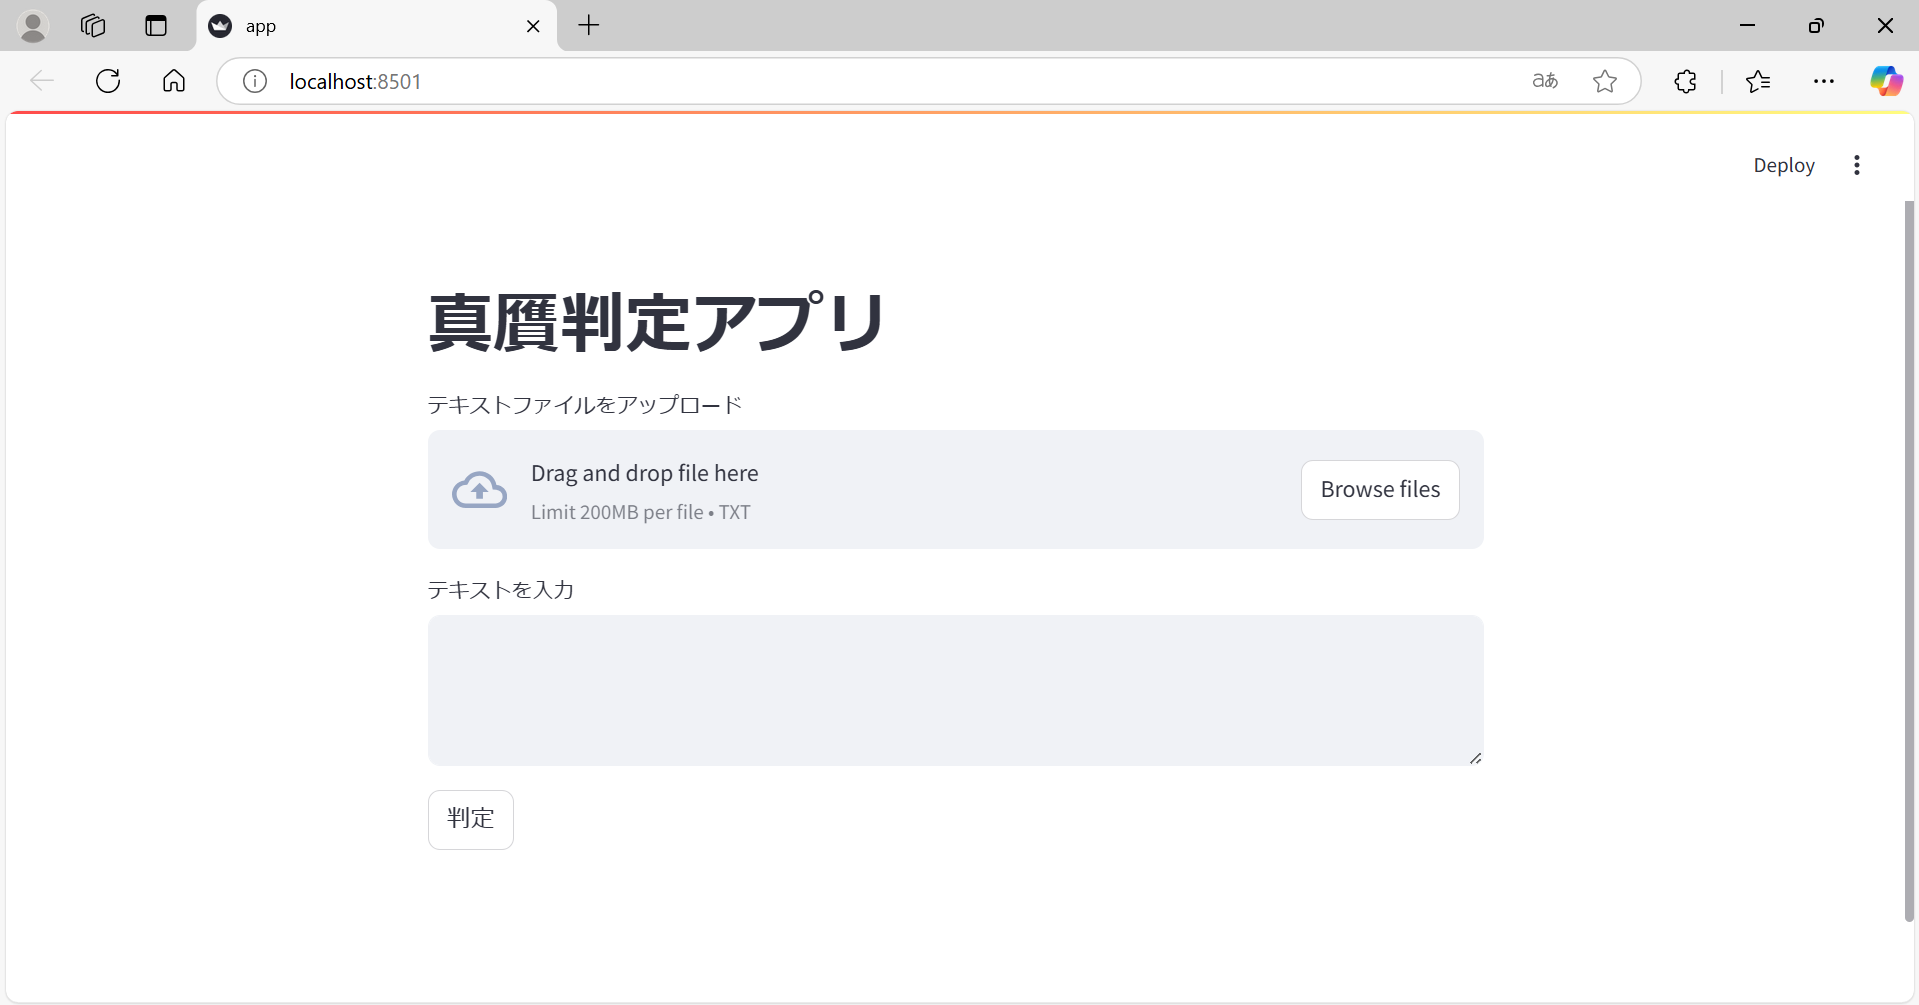 app
localhost:8501
aあ
Deploy
真贋判定アプリ
テキストファイルをアップロード
Drag and drop file here
Limit 200MB per file • TXT
Browse files
テキストを入力
判定